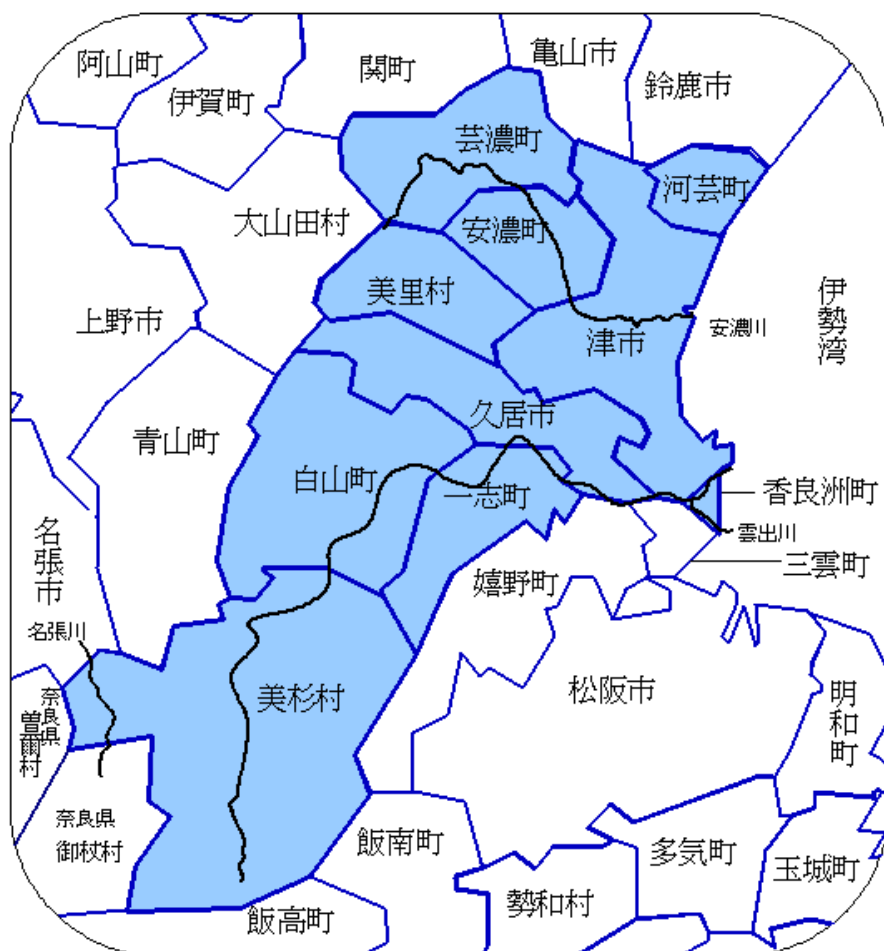 阿山町
伊賀町
関町
亀山市
鈴鹿市
芸濃町
河芸町
大山田村
安濃町
美里村
上野市
津市
安濃川
伊勢湾
青山町
久居市
白山町
一志町
香良洲町
雲出川
三雲町
名張市
嬉野町
名張川
美杉村
松阪市
明和町
奈良県
曽爾村
奈良県
御杖村
飯南町
多気町
玉城町
飯高町
勢和村